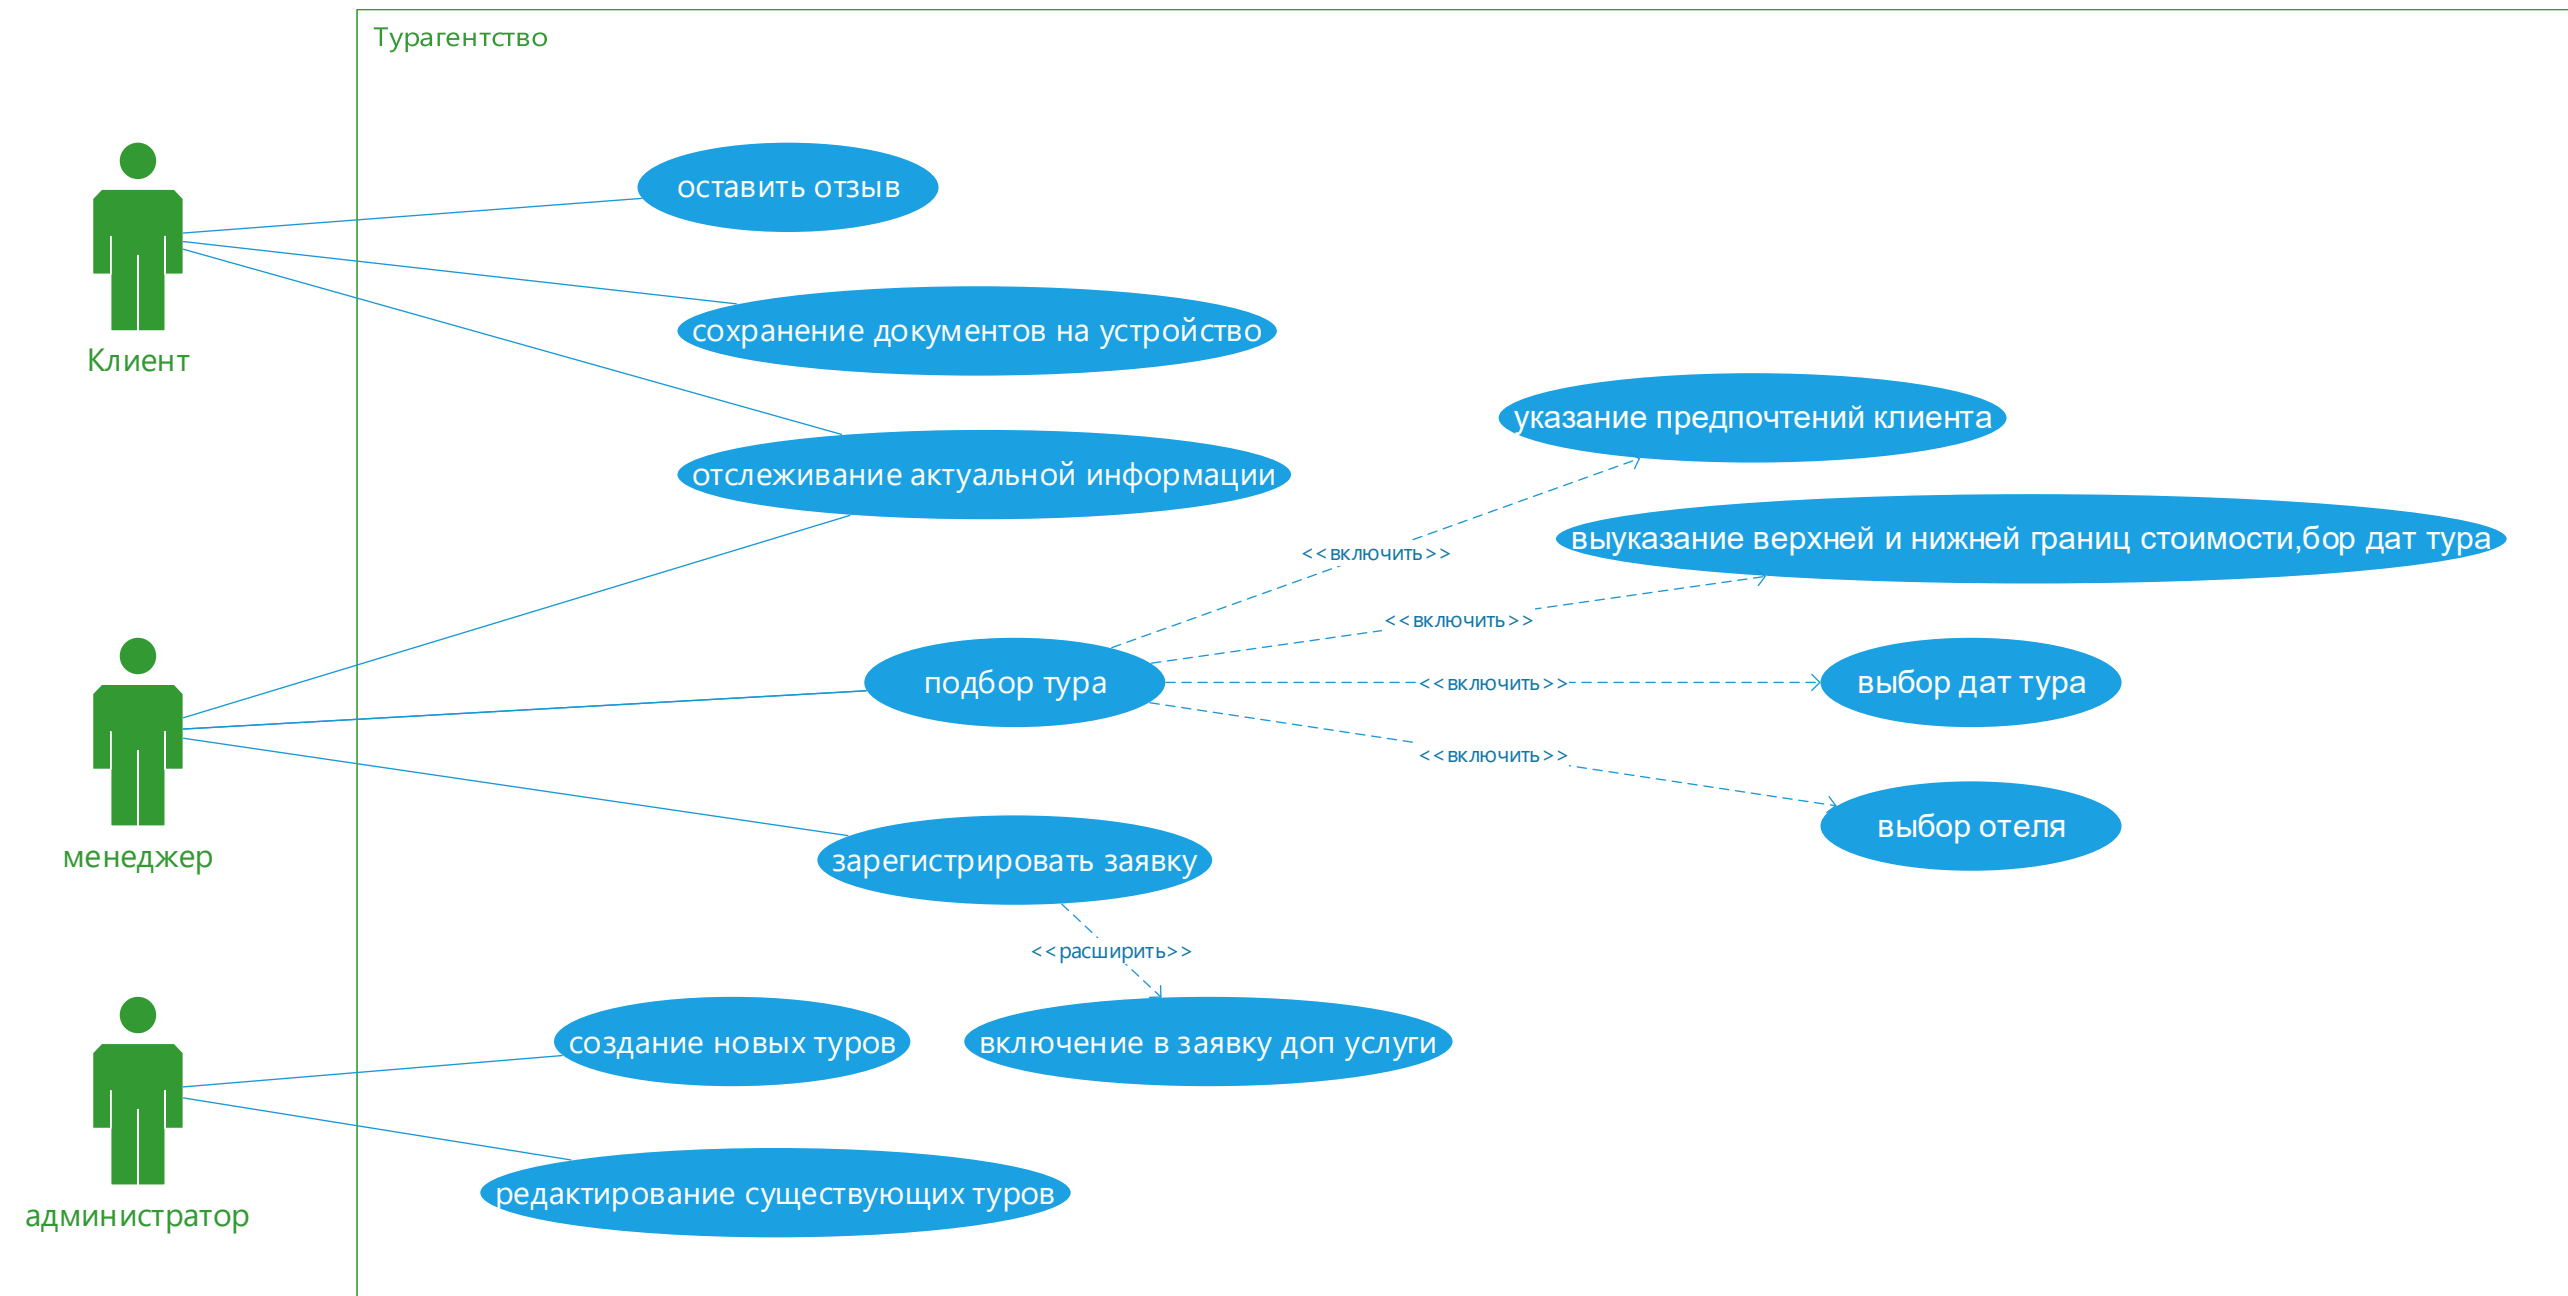 Турагентство
оставить отзыв
сохранение документов на устройство
Клиент
указание предпочтений клиента
отслеживание актуальной информации
выуказание верхней и нижней границ стоимости,бор дат тура
<<включить>>
<<включить>>
подбор тура
<<включить>>
выбор дат тура
<<включить>>
выбор отеля
менеджер
зарегистрировать заявку
<<расширить>>
создание новых туров
включение в заявку доп услуги
редактирование существующих туров
администратор